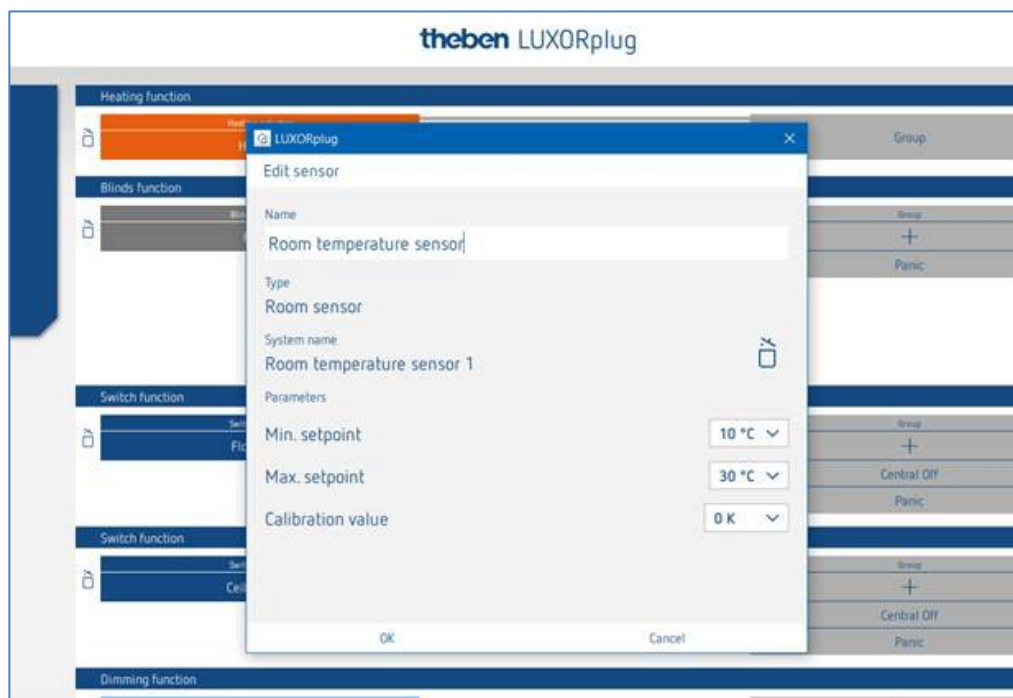 theben LUXORplug
Heating function
Group
LUXORplug
Edit sensor
Name
Room temperature sensor
Type
Room sensor
System name
Room temperature sensor 1
Parameters
Min. setpoint
10 °C
Max. setpoint
30 °C
Calibration value
0 K
OK
Cancel
Blinds function
Group
+
Panic
Switch function
Flo
Group
+
Central Off
Panic
Switch function
Ceil
Group
+
Central Off
Panic
Dimming function